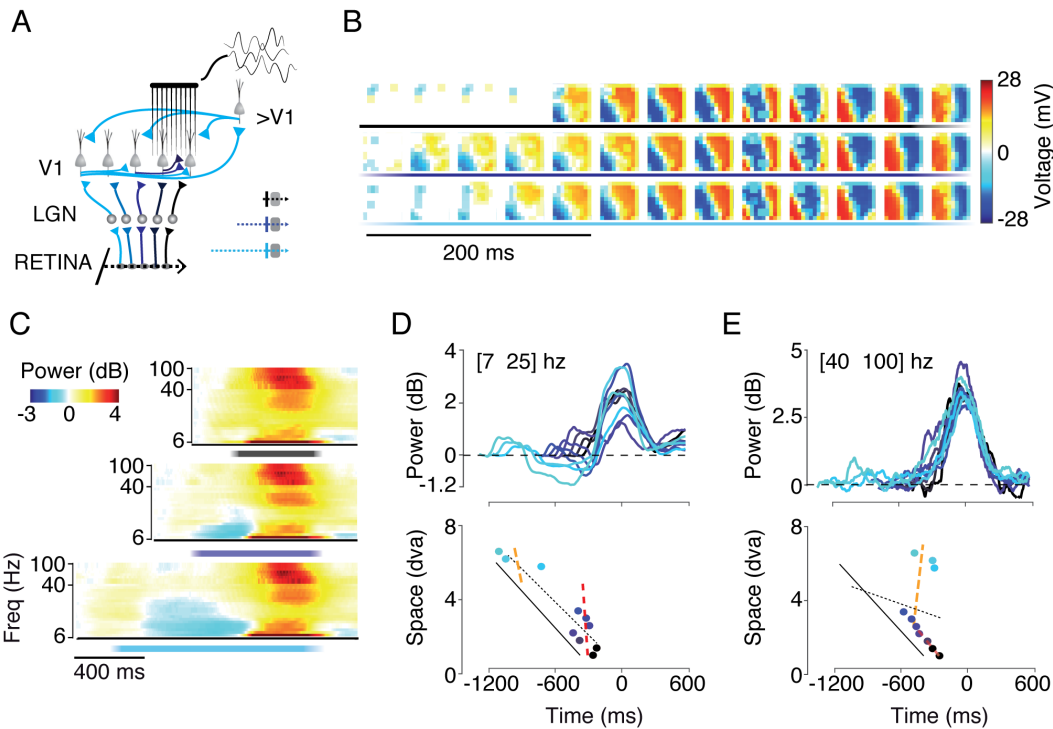 A
>V1
V1
LGN
RETINA
B
28
0
-28
Voltage (mV)
200 ms
C
Power (dB)
-3 0 4
100
40
6
100
40
6
100
40
6
Freq (Hz)
400 ms
D
[7 25] hz
4
2
0
-1.2
Power (dB)
8
4
0
Space (dva)
-1200 -600 0 600
Time (ms)
E
[40 100] hz
5
2.5
0
Power (dB)
8
4
0
Space (dva)
-1200 -600 0 600
Time (ms)